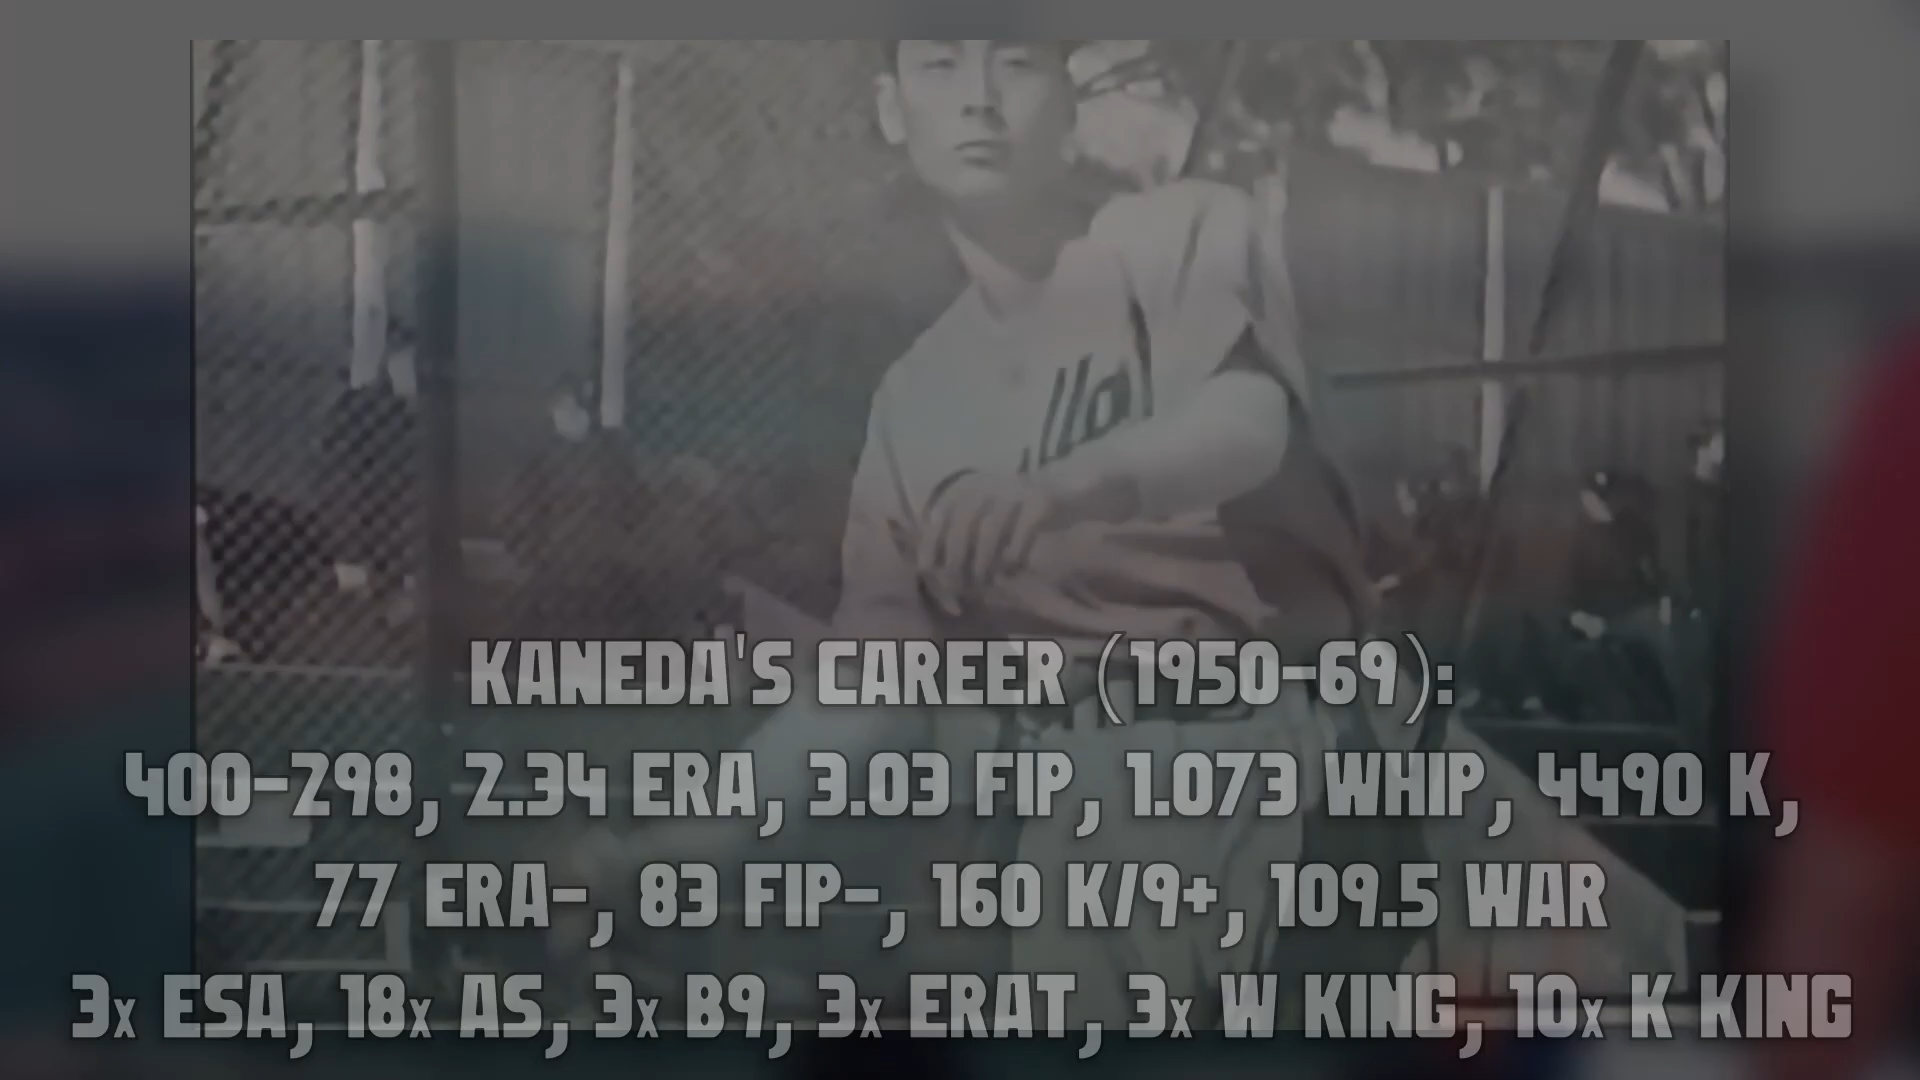 KANEDA'S CAREER (1950-69):
400-298, 2.34 ERA, 3.03 FIP, 1.073 WHIP, 4490 K,
77 ERA-, 83 FIP-, 160 K/9+, 109.5 WAR
3x ESA, 18x AS, 3x B9, 3x ERAT, 3x W KING, 10x K KING